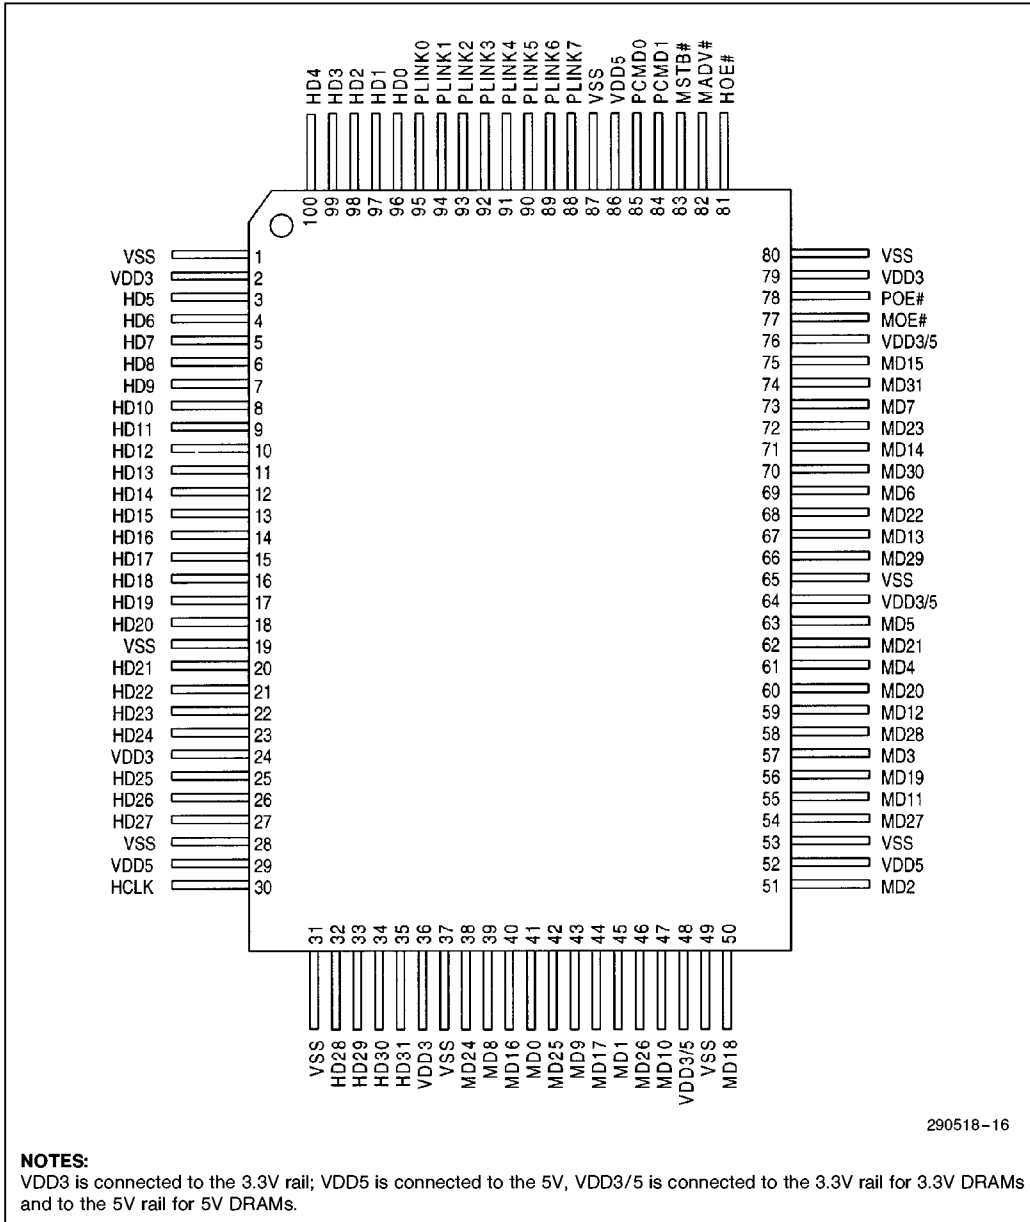 HD4 HD3 HD2 HD1 HD0 PLINK0 PLINK1 PLINK2 PLINK3 PLINK4 PLINK5 PLINK6 PLINK7 VSS VDD5 PCMD0 PCMD1 MSTB# MADV# HOE#
100 99 98 97 96 95 94 93 92 91 90 89 88 87 86 85 84 83 82 81
VSS 1 80 VSS
VDD3 2 79 VDD3
HD5 3 78 POE#
HD6 4 77 MOE#
HD7 5 76 VDD3/5
HD8 6 75 MD15
HD9 7 74 MD31
HD10 8 73 MD7
HD11 9 72 MD23
HD12 10 71 MD14
HD13 11 70 MD30
HD14 12 69 MD6
HD15 13 68 MD22
HD16 14 67 MD13
HD17 15 66 MD29
HD18 16 65 VSS
HD19 17 64 VDD3/5
HD20 18 63 MD5
VSS 19 62 MD21
HD21 20 61 MD4
HD22 21 60 MD20
HD23 22 59 MD12
HD24 23 58 MD28
VDD3 24 57 MD3
HD25 25 56 MD19
HD26 26 55 MD11
HD27 27 54 MD27
VSS 28 53 VSS
VDD5 29 52 VDD5
HCLK 30 51 MD2
31 32 33 34 35 36 37 38 39 40 41 42 43 44 45 46 47 48 49 50
VSS HD28 HD29 HD30 HD31 VDD3 VSS MD24 MD8 MD16 MD0 MD25 MD9 MD17 MD1 MD26 MD10 VDD3/5 VSS MD18
290518-16
NOTES:
VDD3 is connected to the 3.3V rail; VDD5 is connected to the 5V, VDD3/5 is connected to the 3.3V rail for 3.3V DRAMs
and to the 5V rail for 5V DRAMs.